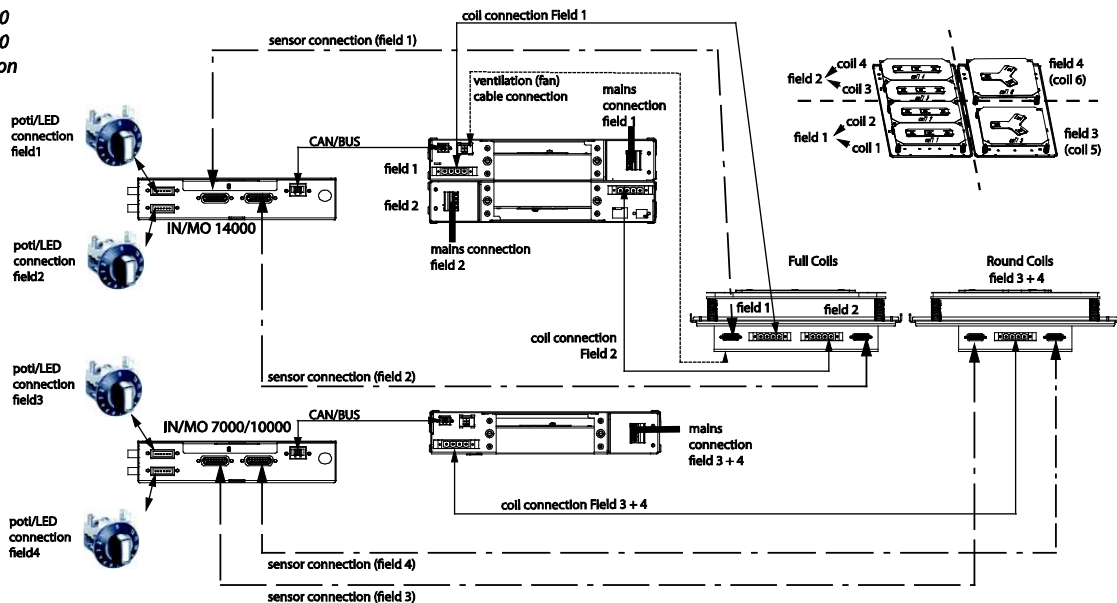 0
0
on
coil connection Field 1
sensor connection (field 1)
ventilation (fan)
cable connection
mains
connection
field 1
coil 4
field 2
coil 3
coil 2
field 1
coil 1
field 4
(coil 6)
field 3
(coil 5)
poti/LED
connection
field1
CAN/BUS
field 1
field 2
IN/MO 14000
mains connection
field 2
poti/LED
connection
field2
Full Coils
Round Coils
field 3 + 4
field 1
field 2
coil connection
Field 2
sensor connection (field 2)
poti/LED
connection
field3
CAN/BUS
IN/MO 7000/10000
mains
connection
field 3 + 4
coil connection Field 3 + 4
poti/LED
connection
field4
sensor connection (field 4)
sensor connection (field 3)